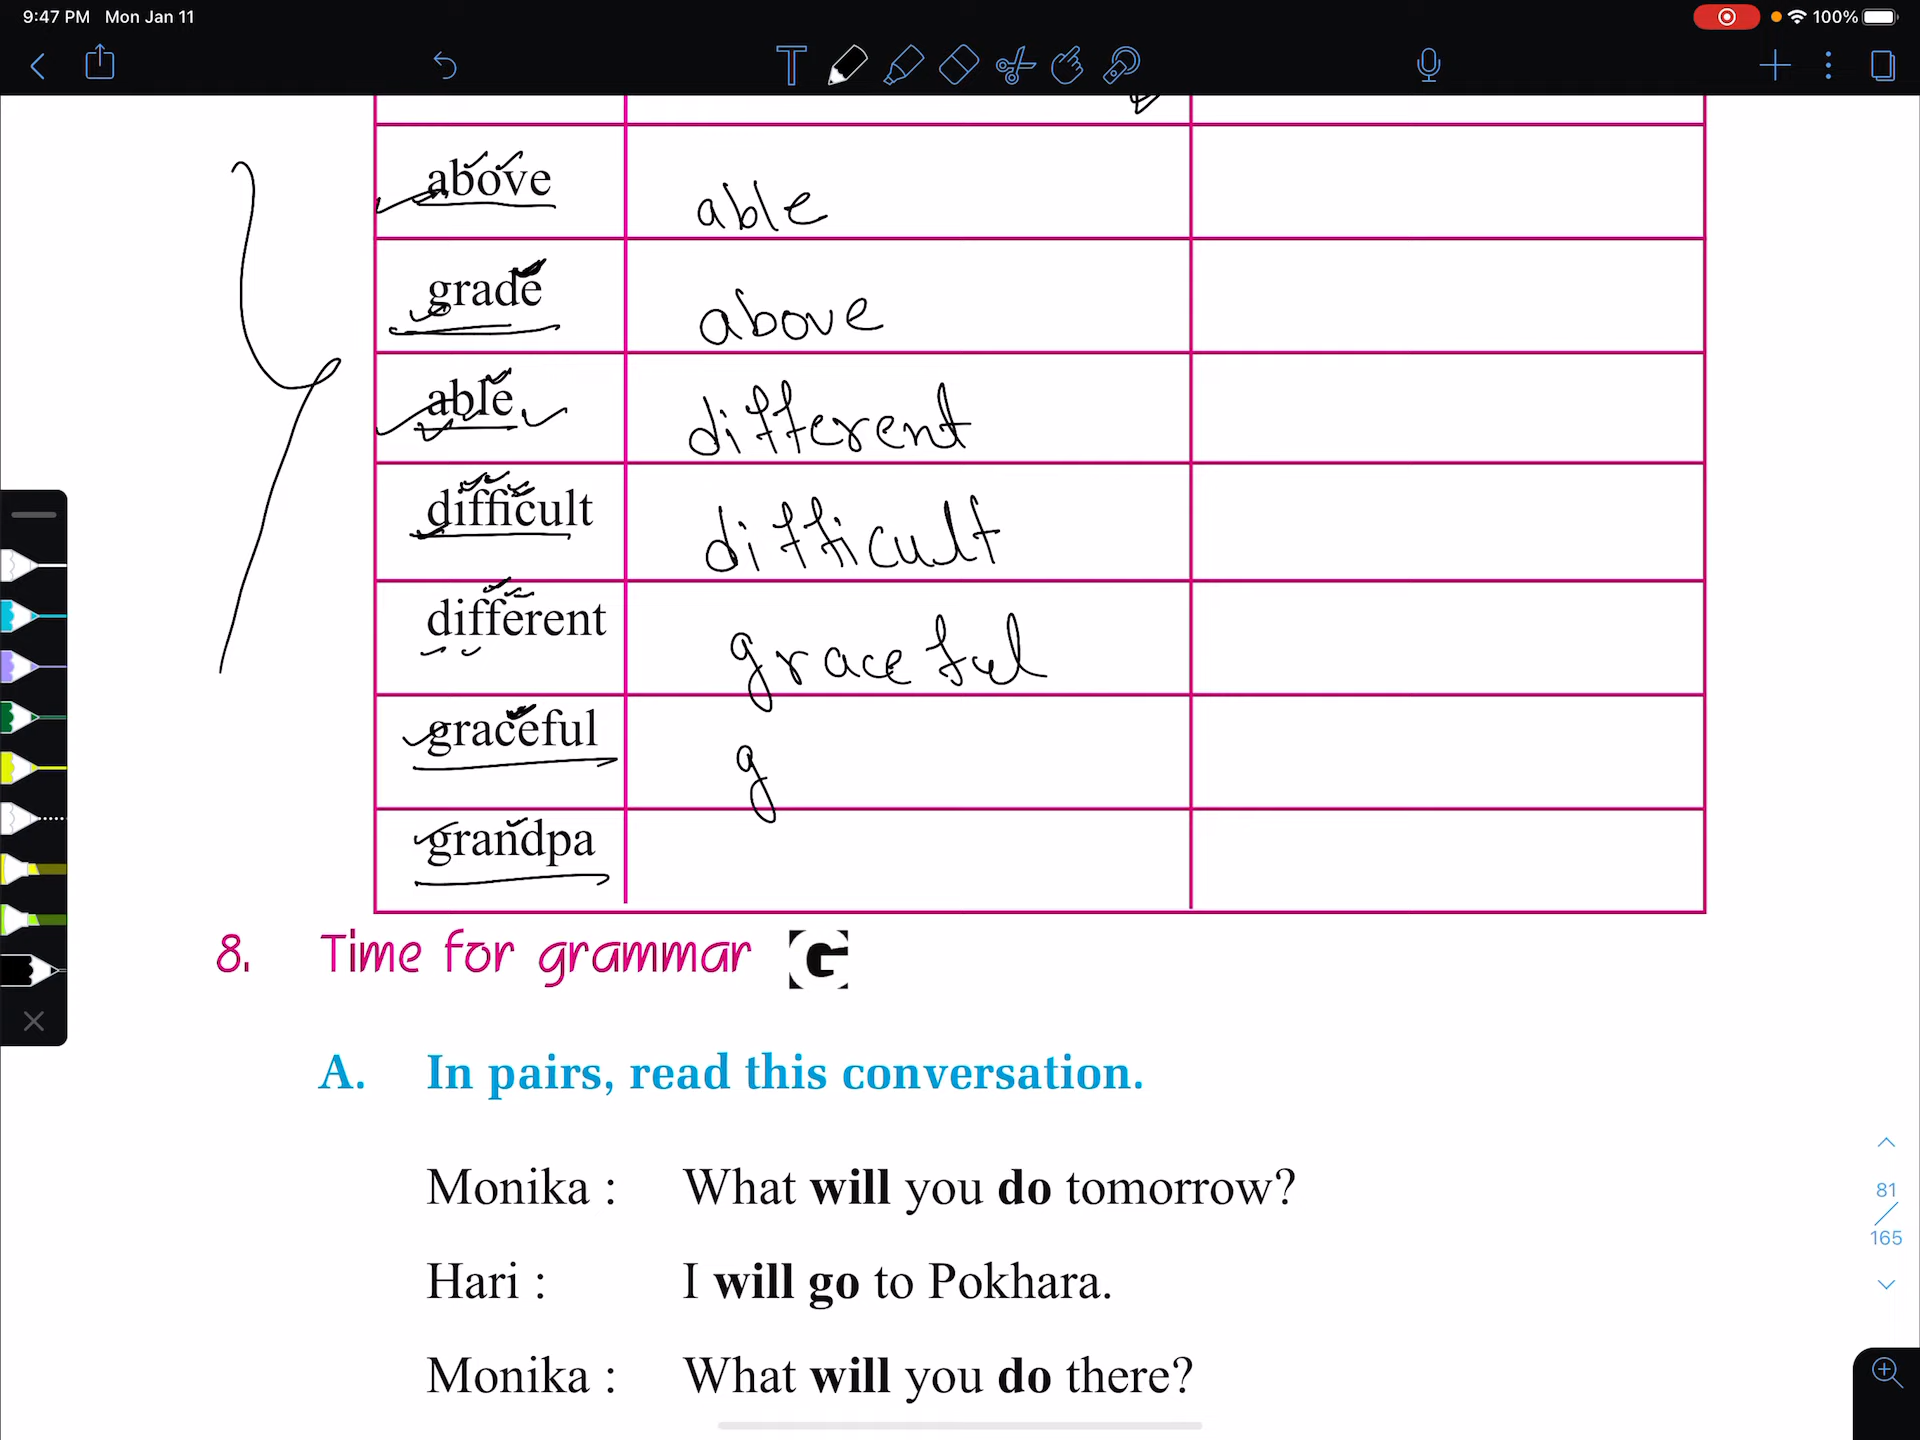 9:47 PM Mon Jan 11
100%
above able
grade above
able different
difficult difficult
different graceful
graceful g
grandpa
8. Time for grammar G
A. In pairs, read this conversation.
Monika : What will you do tomorrow?
Hari : I will go to Pokhara.
Monika : What will you do there?
81
165